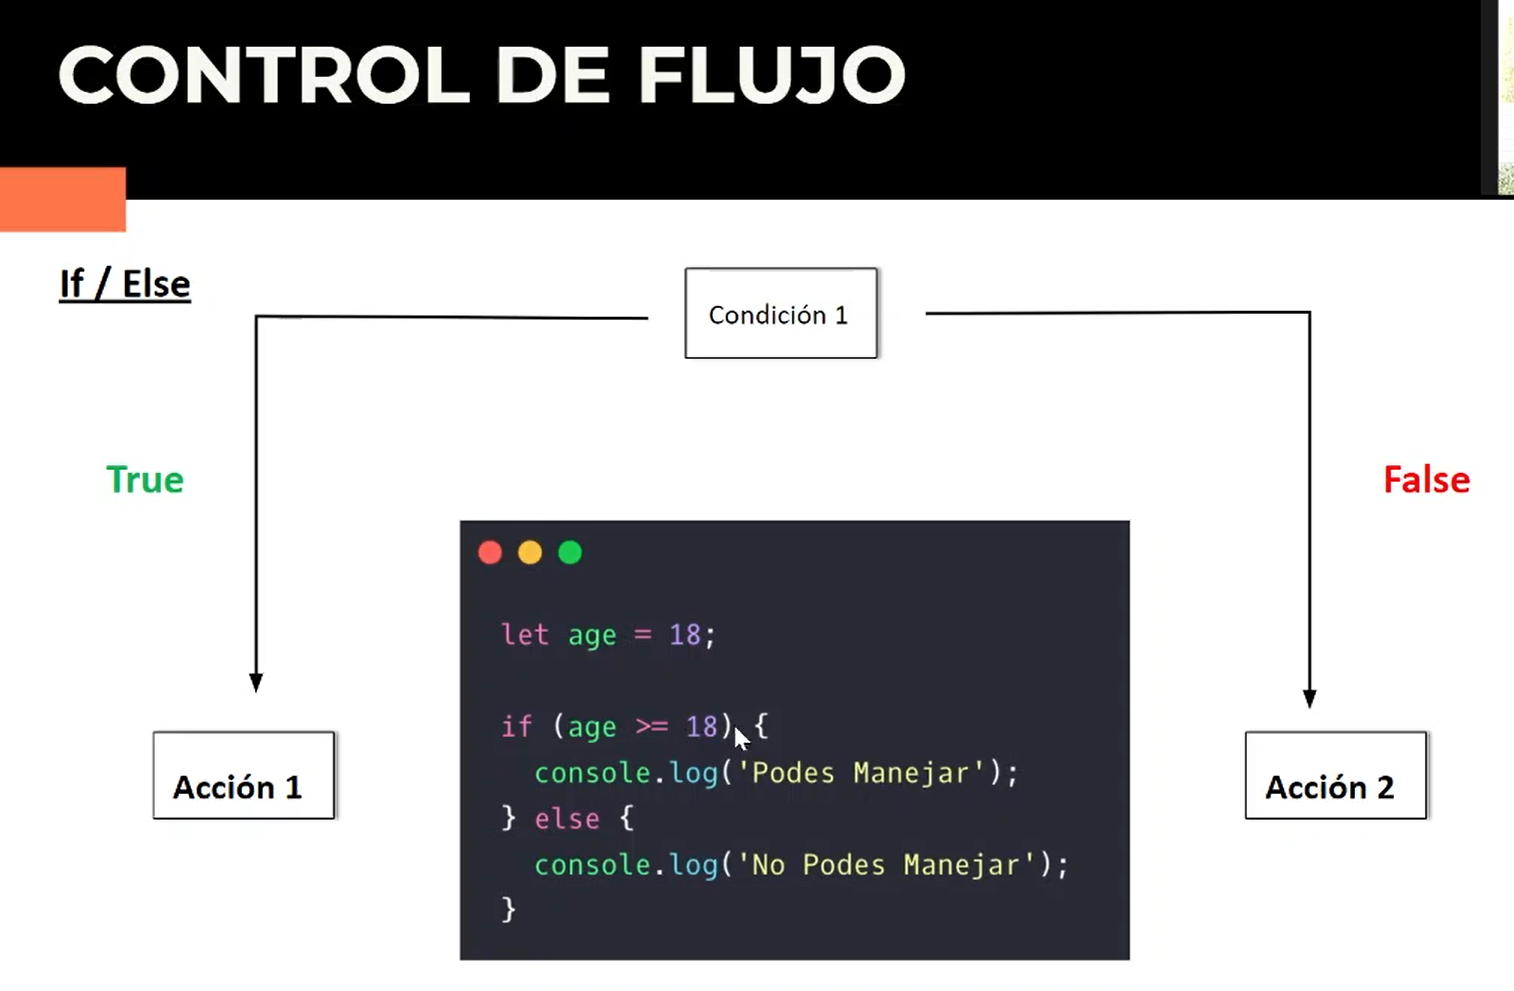 CONTROL DE FLUJO
If / Else
Condición 1
True
False
let age = 18;
if (age >= 18) {
  console.log('Podes Manejar');
} else {
  console.log('No Podes Manejar');
}
Acción 1
Acción 2